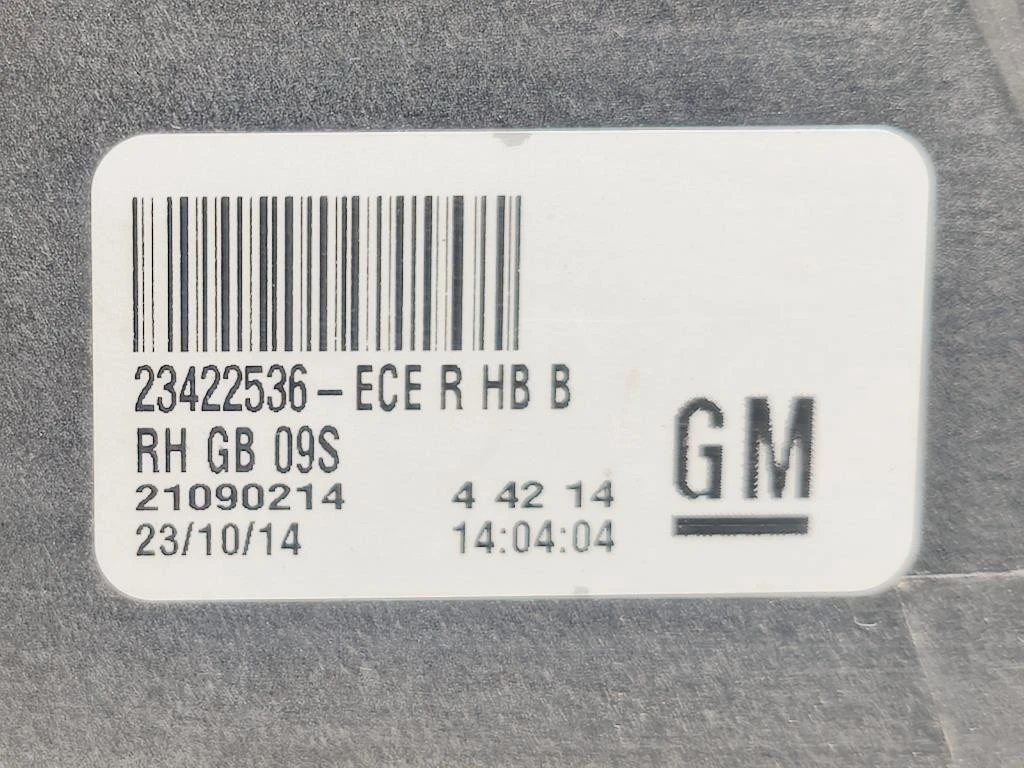 23422536-ECE R HB B
RH GB 09S
21090214 4 42 14
23/10/14 14:04:04
GM